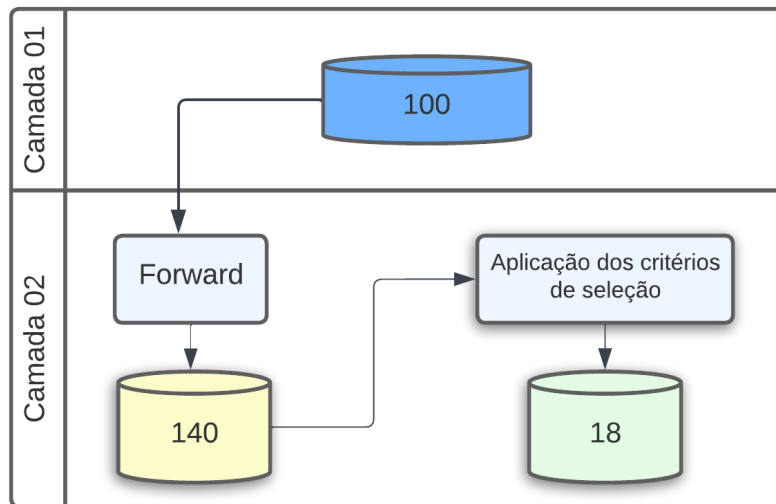 Camada 01
100
Camada 02
Forward
Aplicação dos critérios
de seleção
140
18